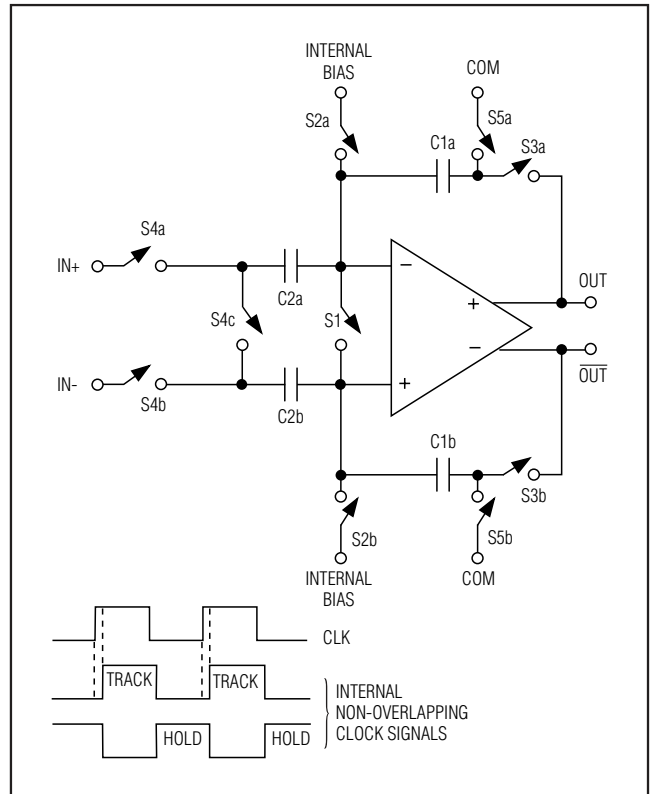 INTERNAL
BIAS
COM
S2a
S5a
C1a
S3a
S4a
IN+
C2a
−
OUT
S4c
S1
+
−
IN-
+
OUT
S4b
C2b
C1b
S3b
S2b
S5b
INTERNAL
BIAS
COM
CLK
TRACK
TRACK
HOLD
HOLD
INTERNAL
NON-OVERLAPPING
CLOCK SIGNALS